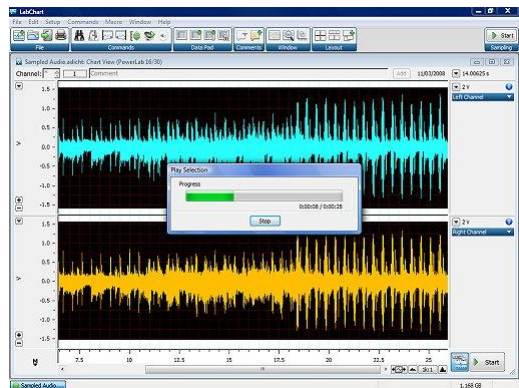 LabChart
File Edit Setup Commands Macro Window Help
File Commands Data Pad Comments Window Layout Sampling
Start
Sampled Audio.adicht: Chart View (PowerLab 16/30)
Channel: * 1 Comment Add 11/03/2008 14.00625 s
1.5
1.0
0.5
0.0
-0.5
-1.0
-1.5
V
2 V
Left Channel
Play Selection
Progress
0:00:08 / 0:00:25
Stop
1.5
1.0
0.5
0.0
-0.5
-1.0
-1.5
V
2 V
Right Channel
7.5 10 12.5 15 17.5 20 22.5 25
Start
Sampled Audio... 1.168 GB